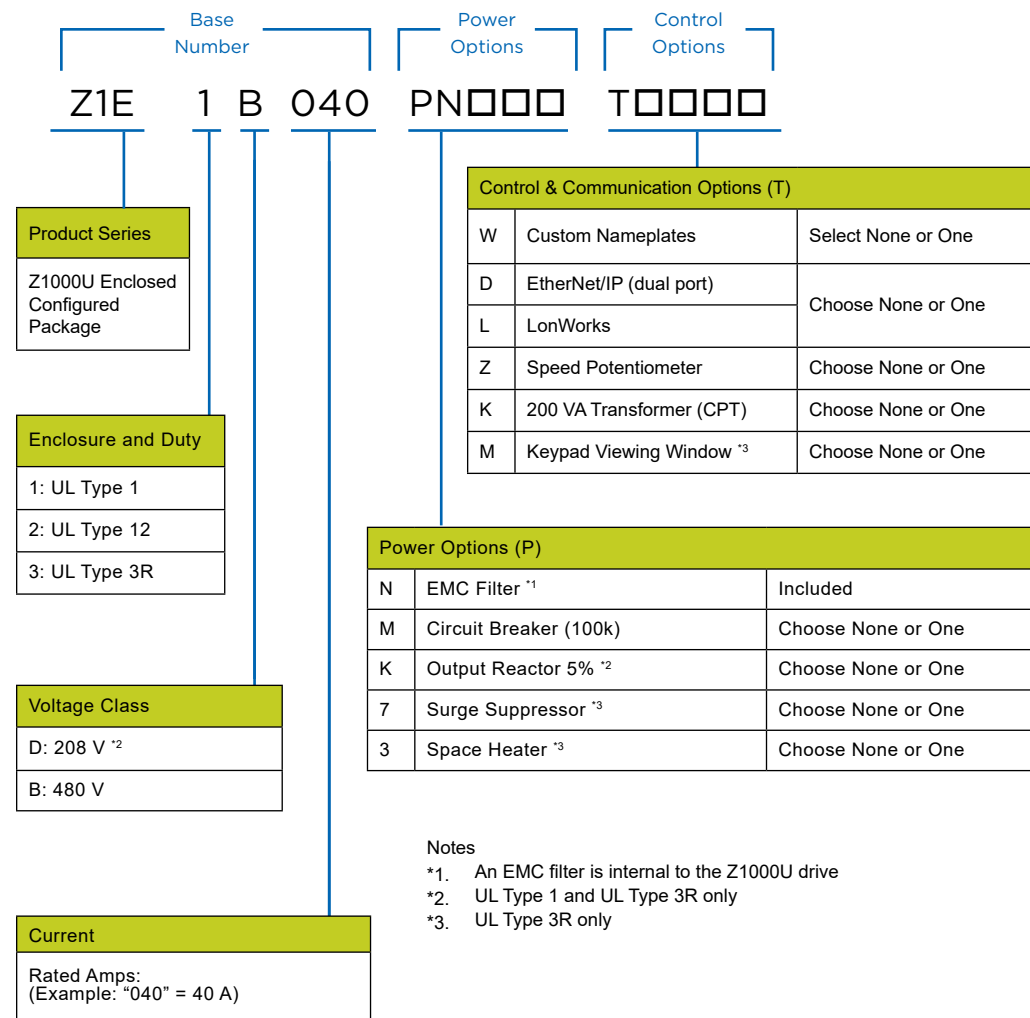 Base Number
Power Options
Control Options
Z1E 1 B 040 PN□□□ T□□□□
Product Series
Z1000U Enclosed
Configured
Package
Enclosure and Duty
1: UL Type 1
2: UL Type 12
3: UL Type 3R
Voltage Class
D: 208 V *2
B: 480 V
Current
Rated Amps:
(Example: “040” = 40 A)
Control & Communication Options (T)
W Custom Nameplates Select None or One
D EtherNet/IP (dual port) Choose None or One
L LonWorks
Z Speed Potentiometer Choose None or One
K 200 VA Transformer (CPT) Choose None or One
M Keypad Viewing Window *3 Choose None or One
Power Options (P)
N EMC Filter *1 Included
M Circuit Breaker (100k) Choose None or One
K Output Reactor 5% *2 Choose None or One
7 Surge Suppressor *3 Choose None or One
3 Space Heater *3 Choose None or One
Notes
*1. An EMC filter is internal to the Z1000U drive
*2. UL Type 1 and UL Type 3R only
*3. UL Type 3R only